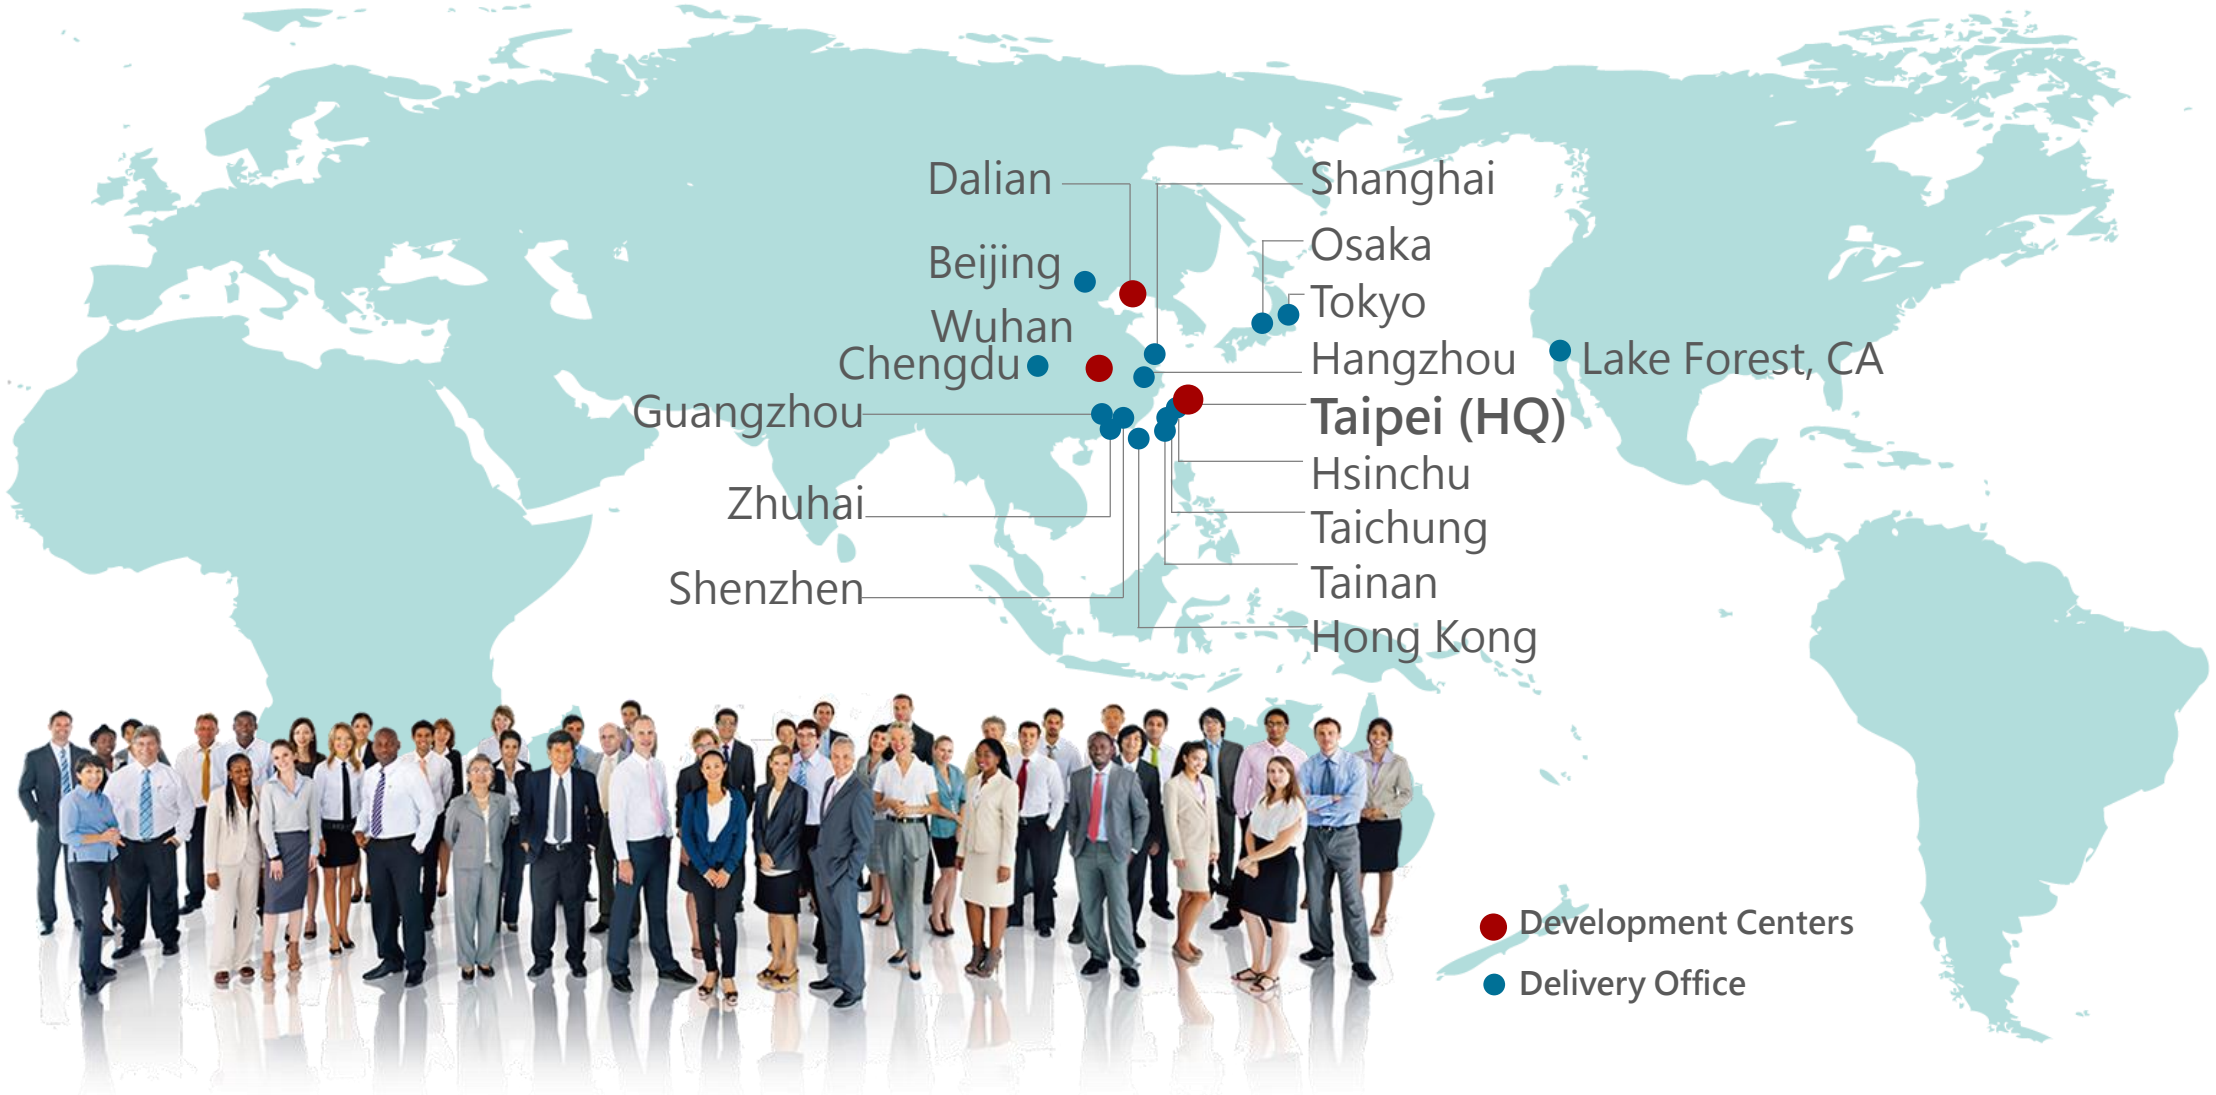 Dalian
Shanghai
Beijing
Osaka
Wuhan
Tokyo
Chengdu
Hangzhou
Lake Forest, CA
Guangzhou
Taipei (HQ)
Zhuhai
Hsinchu
Taichung
Shenzhen
Tainan
Hong Kong
Development Centers
Delivery Office